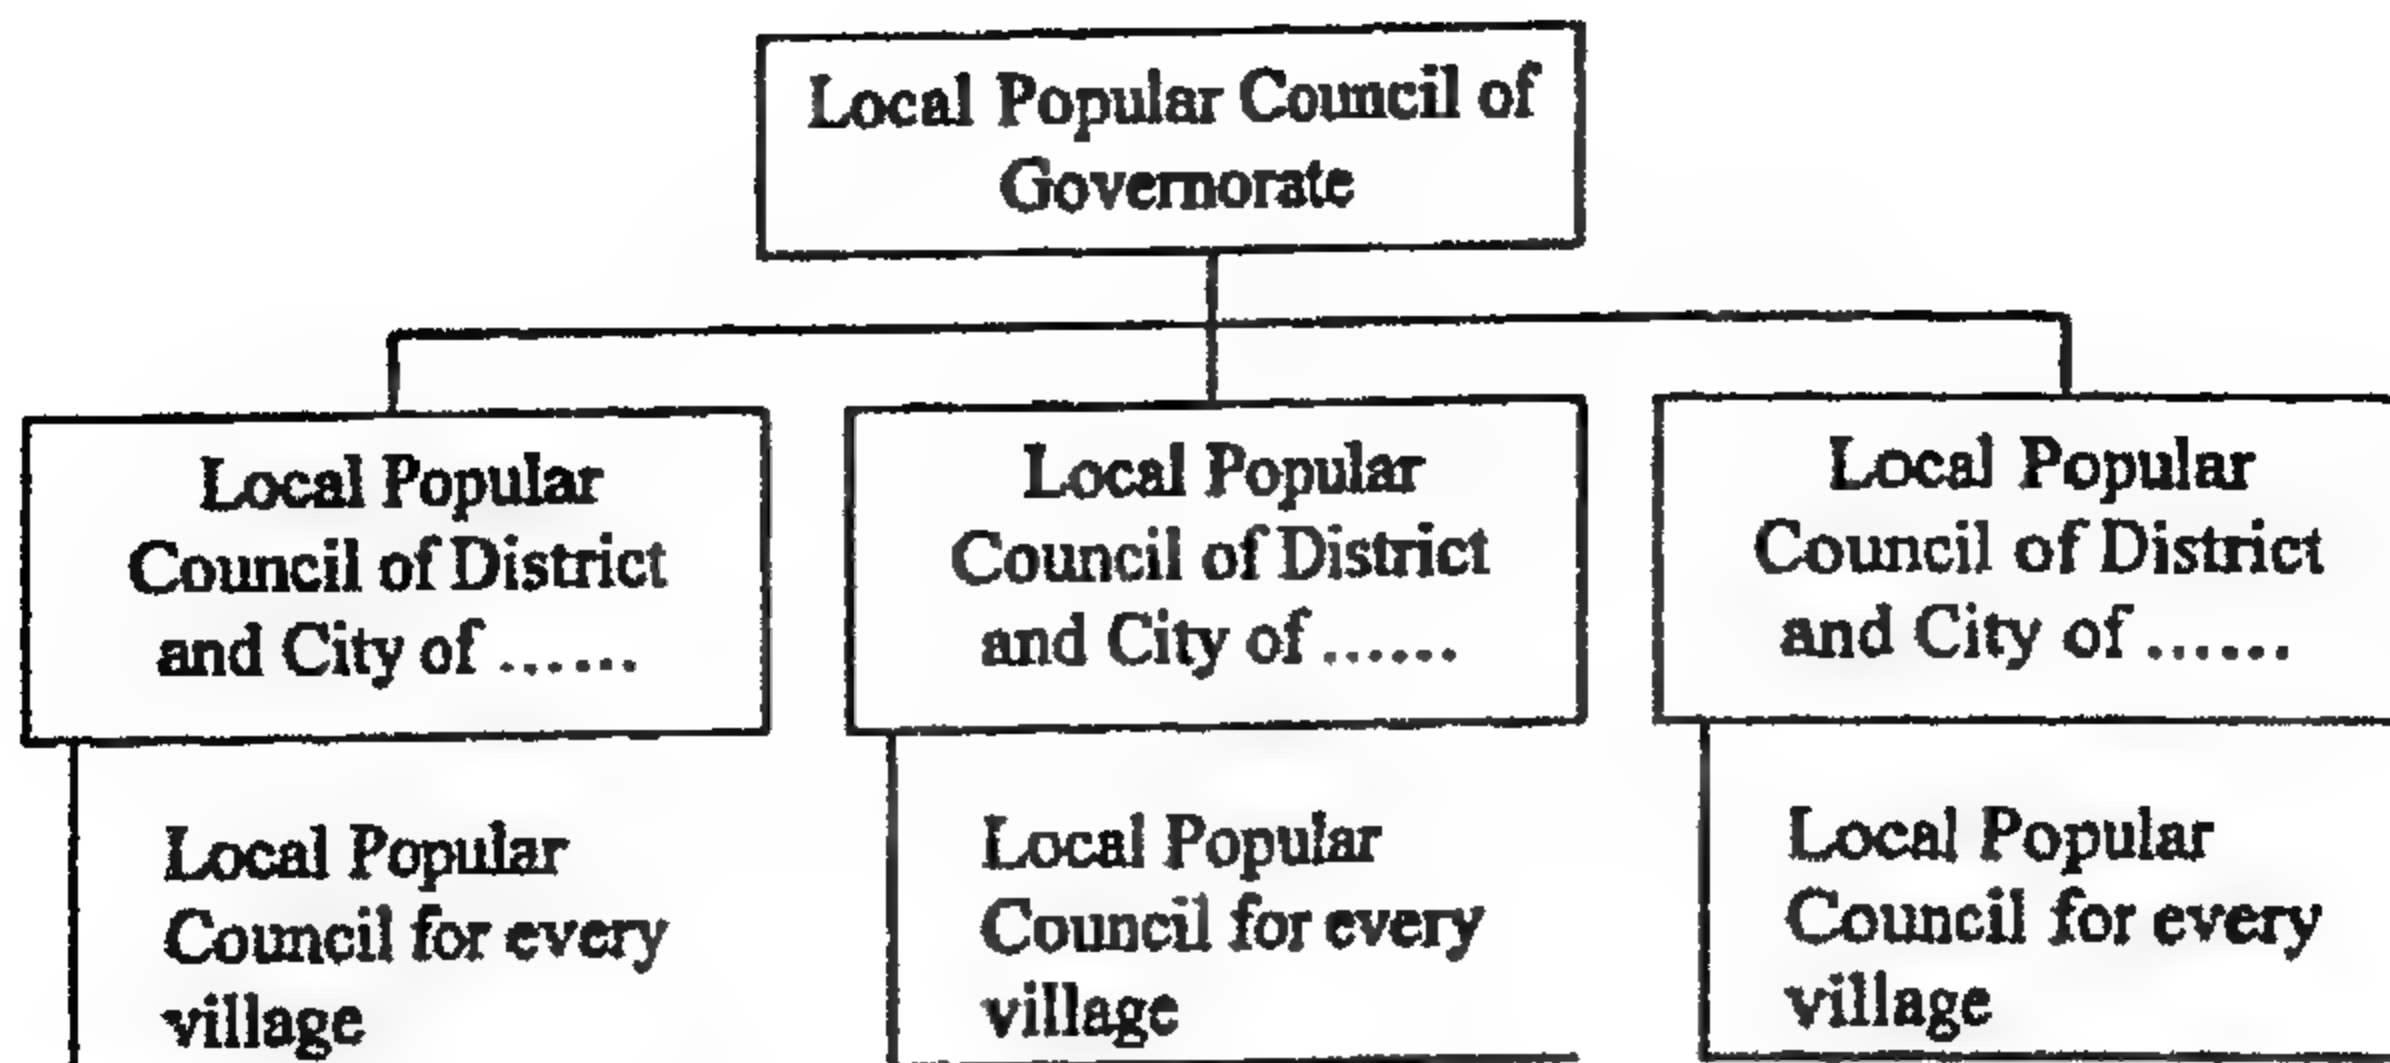 Local Popular Council of
Governorate
Local Popular
Council of District
and City of ......
Local Popular
Council of District
and City of ......
Local Popular
Council of District
and City of ......
Local Popular
Council for every
village
Local Popular
Council for every
village
Local Popular
Council for every
village